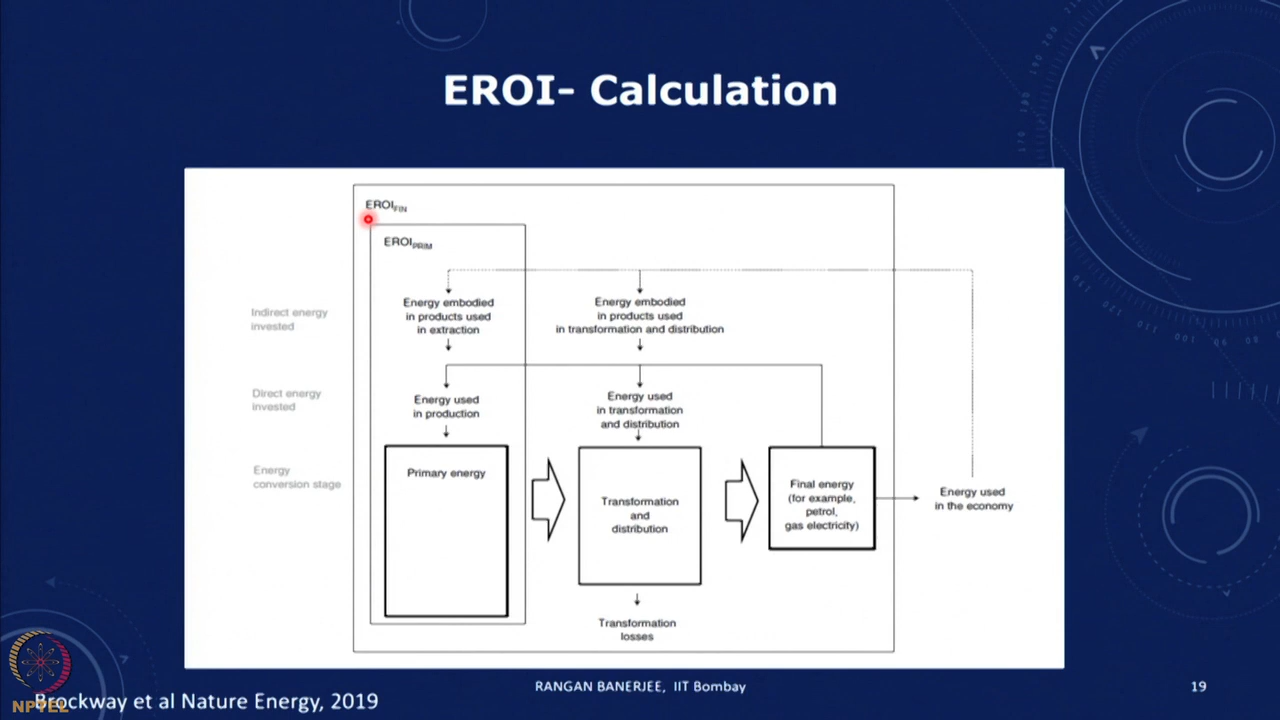 EROI- Calculation
EROIFIN
EROIPRIM
Indirect energy
invested
Energy embodied
in products used
in extraction
Energy embodied
in products used
in transformation and distribution
Direct energy
invested
Energy used
in production
Energy used
in transformation
and distribution
Energy
conversion stage
Primary energy
Transformation
and
distribution
Final energy
(for example,
petrol,
gas electricity)
Energy used
in the economy
Transformation
losses
Brockway et al Nature Energy, 2019
NPTEL
RANGAN BANERJEE, IIT Bombay
19